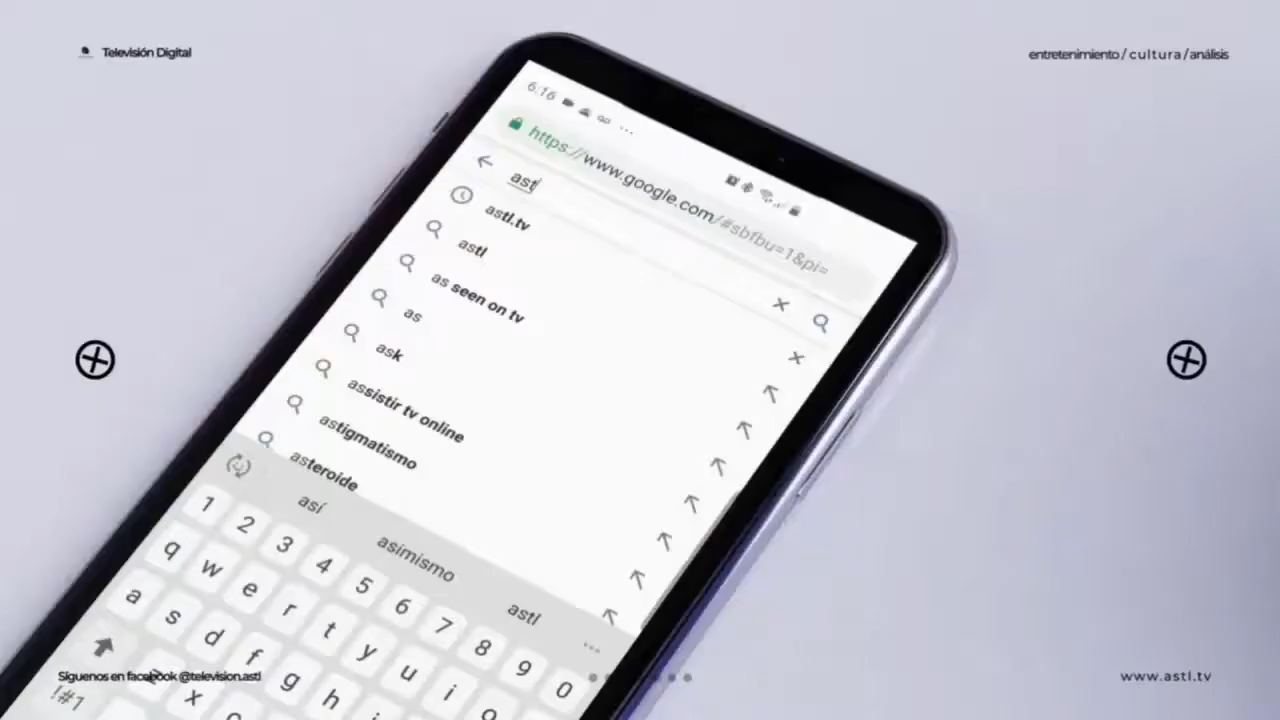 Televisión Digital
entretenimiento / cultura / análisis
6:16
https://www.google.com/#sbfbu=1&pi=
ast
astl.tv
astl
as seen on tv
as
ask
assistir tv online
astigmatismo
asteroide
así
asimismo
astl
1 2 3 4 5 6 7 8 9 0
q w e r t y u i
a s d f g h
!#1
x
Síguenos en facebook @television.astl
www.astl.tv